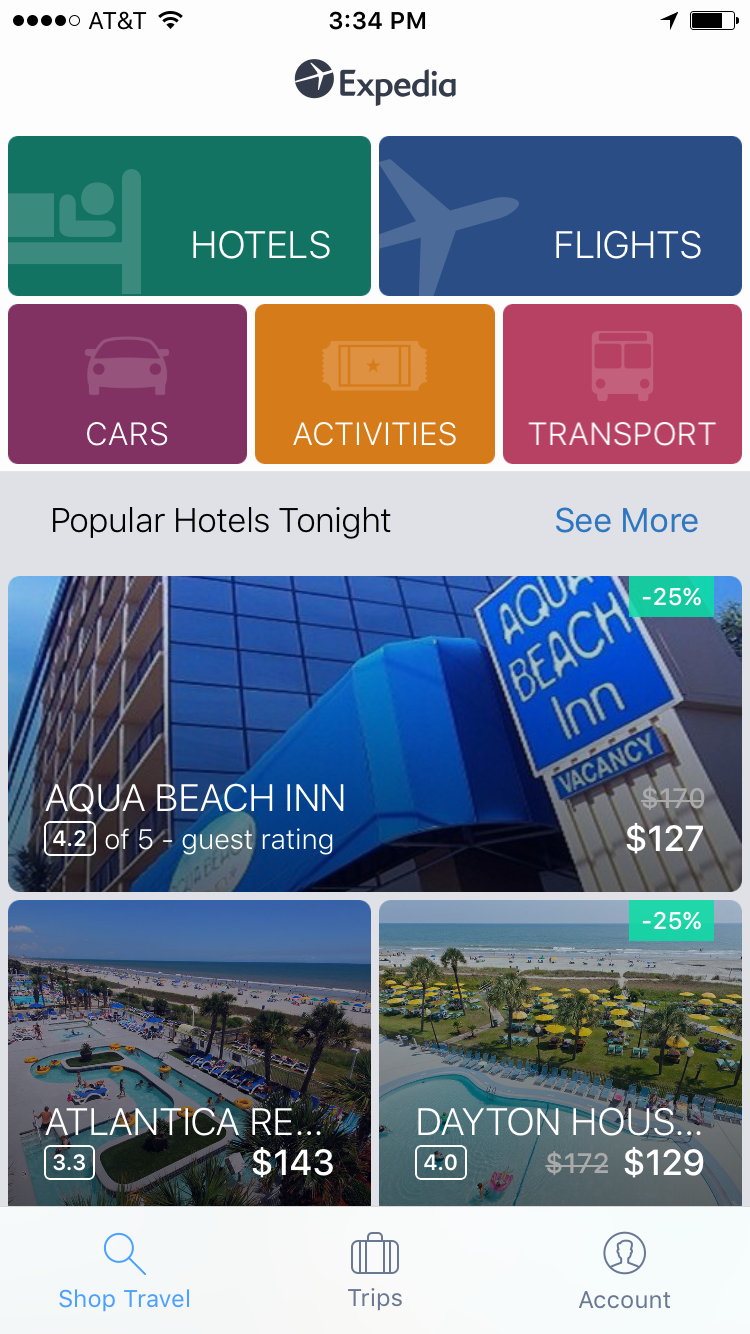 AT&T 3:34 PM
Expedia
HOTELS
FLIGHTS
CARS
ACTIVITIES
TRANSPORT
Popular Hotels Tonight
See More
-25%
AQUA
BEACH
Inn
VACANCY
AQUA BEACH INN
$170
4.2 of 5 - guest rating
$127
-25%
ATLANTICA RE...
3.3 $143
DAYTON HOUS...
4.0 $172 $129
Shop Travel
Trips
Account